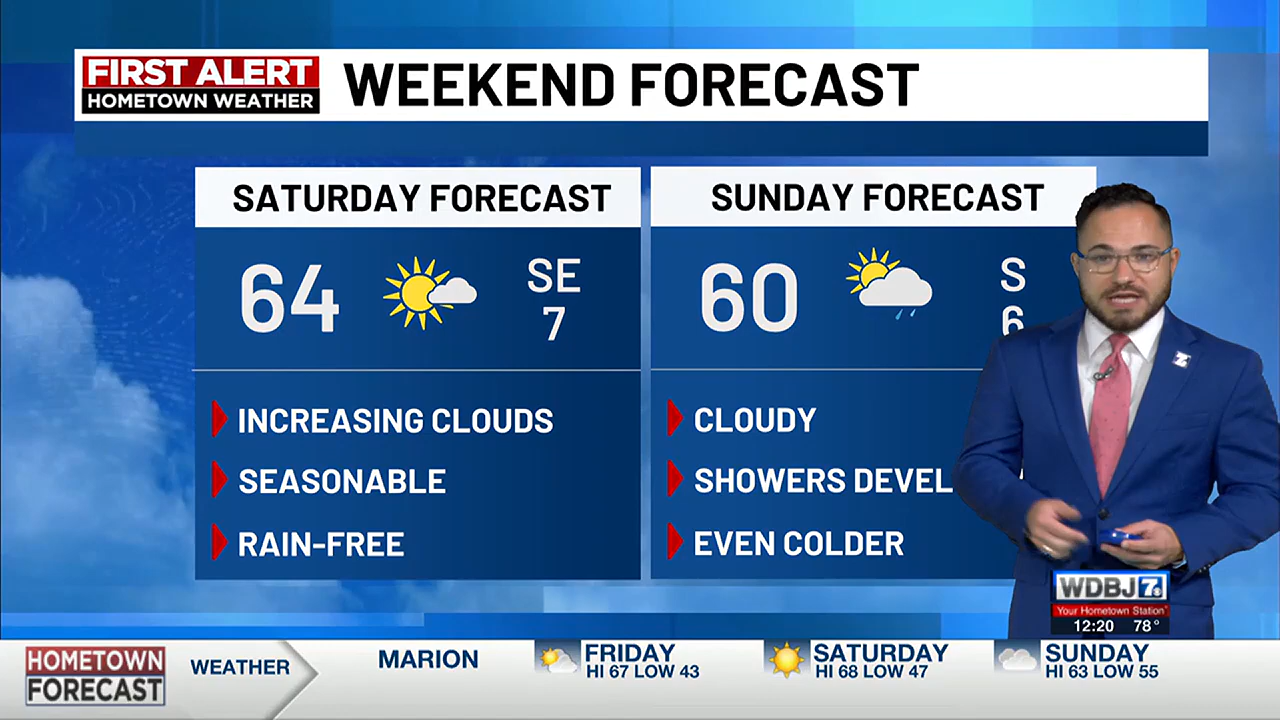 FIRST ALERT
HOMETOWN WEATHER
WEEKEND FORECAST
SATURDAY FORECAST
64
SE
7
INCREASING CLOUDS
SEASONABLE
RAIN-FREE
SUNDAY FORECAST
60
S
6
CLOUDY
SHOWERS DEVEL
EVEN COLDER
WDBJ7
Your Hometown Station
12:20 78°
HOMETOWN
FORECAST
WEATHER
MARION
FRIDAY
HI 67 LOW 43
SATURDAY
HI 68 LOW 47
SUNDAY
HI 63 LOW 55